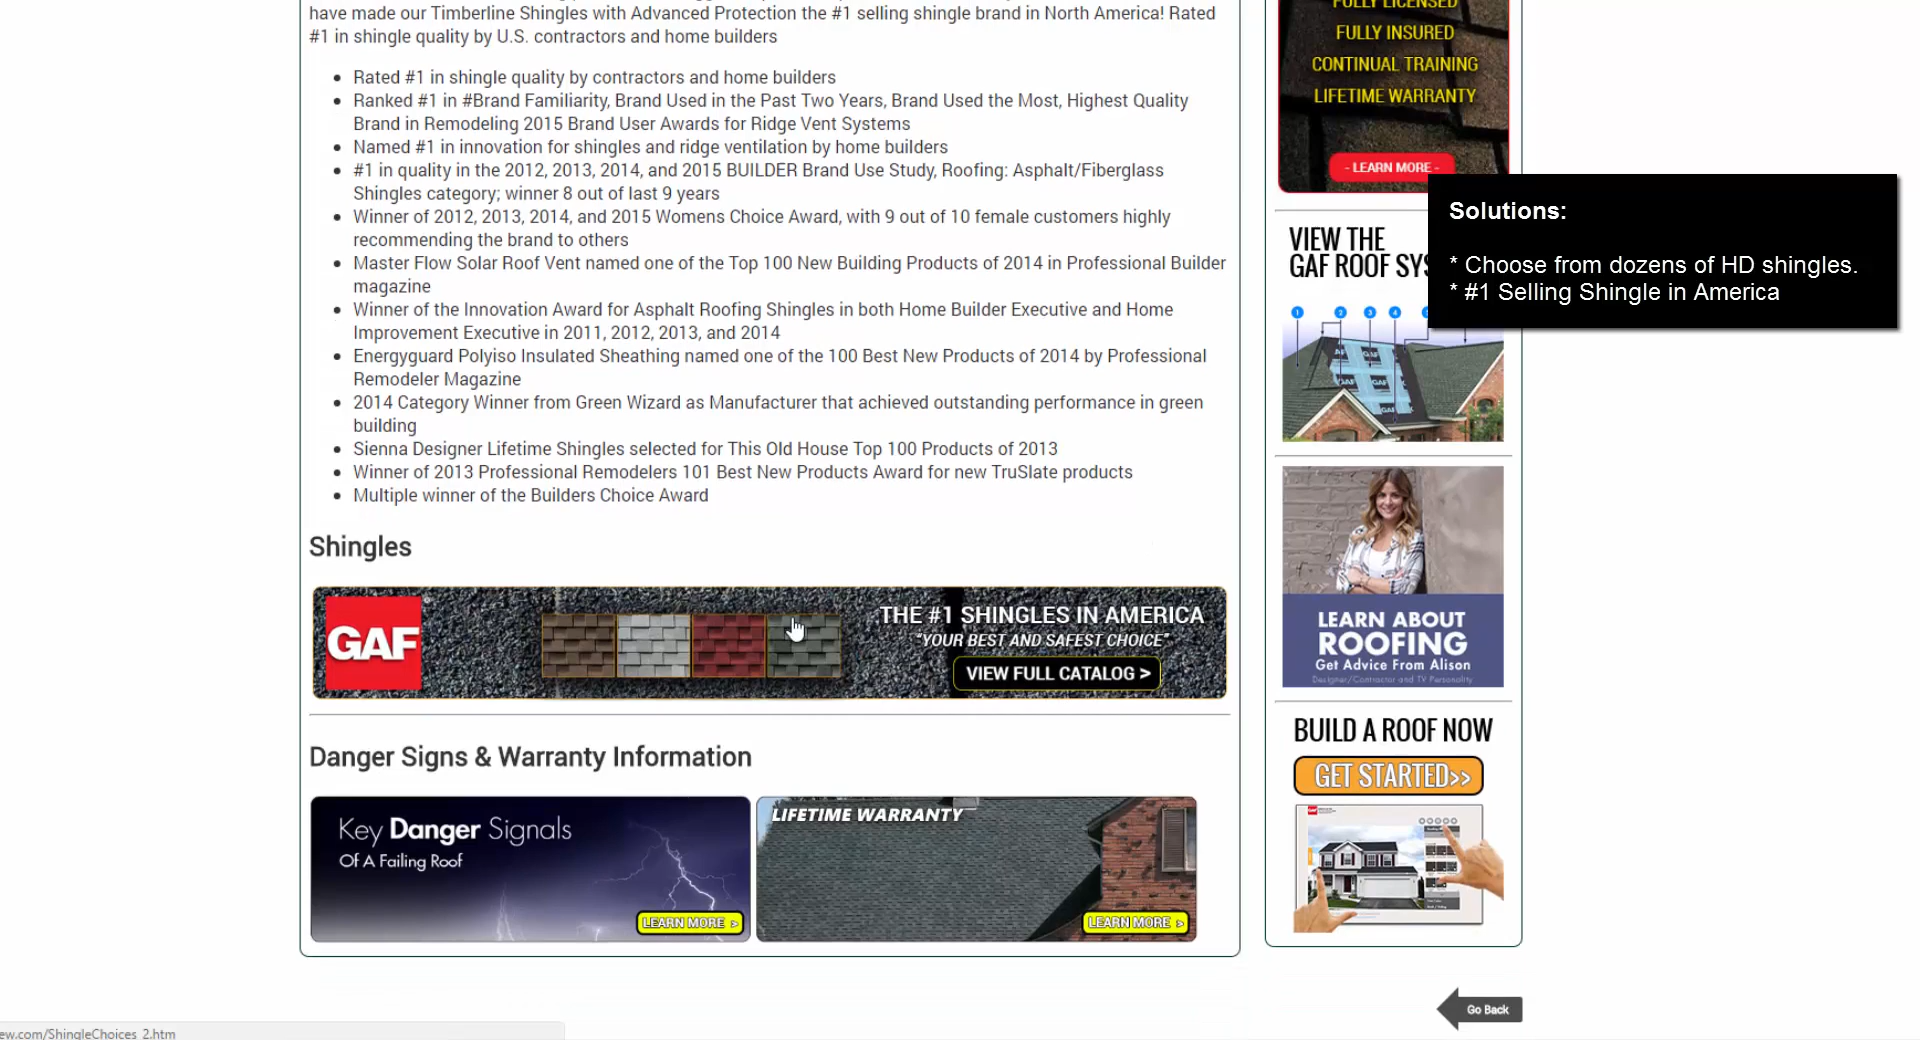 have made our Timberline Shingles with Advanced Protection the #1 selling shingle brand in North America! Rated
#1 in shingle quality by U.S. contractors and home builders
Rated #1 in shingle quality by contractors and home builders
Ranked #1 in #Brand Familiarity, Brand Used in the Past Two Years, Brand Used the Most, Highest Quality
Brand in Remodeling 2015 Brand User Awards for Ridge Vent Systems
Named #1 in innovation for shingles and ridge ventilation by home builders
#1 in quality in the 2012, 2013, 2014, and 2015 BUILDER Brand Use Study, Roofing: Asphalt/Fiberglass
Shingles category; winner 8 out of last 9 years
Winner of 2012, 2013, 2014, and 2015 Womens Choice Award, with 9 out of 10 female customers highly
recommending the brand to others
Master Flow Solar Roof Vent named one of the Top 100 New Building Products of 2014 in Professional Builder
magazine
Winner of the Innovation Award for Asphalt Roofing Shingles in both Home Builder Executive and Home
Improvement Executive in 2011, 2012, 2013, and 2014
Energyguard Polyiso Insulated Sheathing named one of the 100 Best New Products of 2014 by Professional
Remodeler Magazine
2014 Category Winner from Green Wizard as Manufacturer that achieved outstanding performance in green
building
Sienna Designer Lifetime Shingles selected for This Old House Top 100 Products of 2013
Winner of 2013 Professional Remodelers 101 Best New Products Award for new TruSlate products
Multiple winner of the Builders Choice Award
Shingles
GAF
THE #1 SHINGLES IN AMERICA
"YOUR BEST AND SAFEST CHOICE"
VIEW FULL CATALOG >
Danger Signs & Warranty Information
Key Danger Signals
Of A Failing Roof
LEARN MORE >
LIFETIME WARRANTY
LEARN MORE >
FULLY LICENSED
FULLY INSURED
CONTINUAL TRAINING
LIFETIME WARRANTY
- LEARN MORE -
Solutions:
* Choose from dozens of HD shingles.
* #1 Selling Shingle in America
VIEW THE
GAF ROOF SYS
1 2 3 4
GAF
LEARN ABOUT
ROOFING
Get Advice From Alison
Designer/Contractor and TV Personality
BUILD A ROOF NOW
GET STARTED>>
Go Back
ew.com/ShingleChoices_2.htm